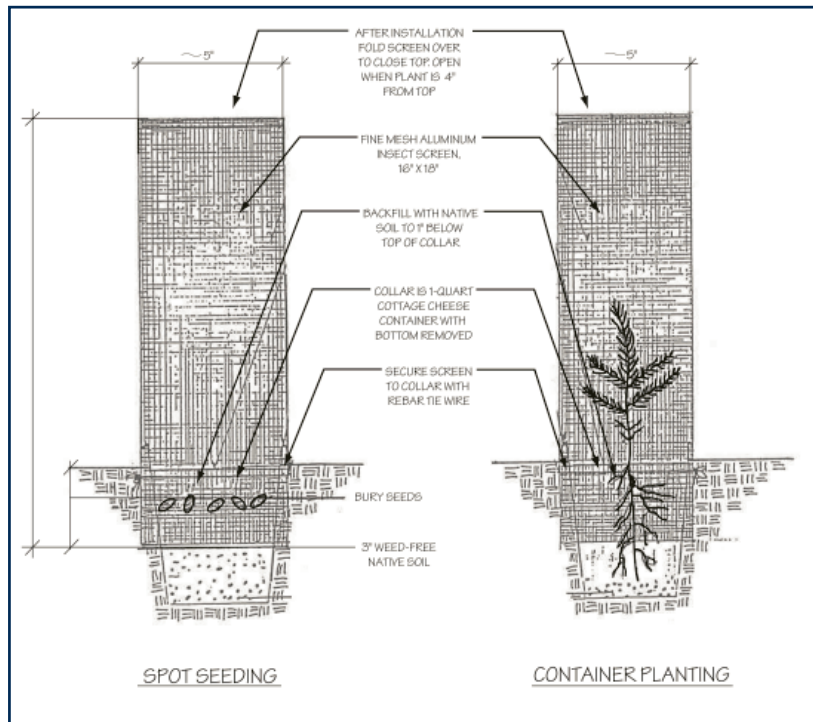 ~5"
AFTER INSTALLATION
FOLD SCREEN OVER
TO CLOSE TOP. OPEN
WHEN PLANT IS 4"
FROM TOP
~5"
FINE MESH ALUMINUM
INSECT SCREEN,
16" X 18"
BACKFILL WITH NATIVE
SOIL TO 1" BELOW
TOP OF COLLAR
COLLAR IS 1-QUART
COTTAGE CHEESE
CONTAINER WITH
BOTTOM REMOVED
SECURE SCREEN
TO COLLAR WITH
REBAR TIE WIRE
BURY SEEDS
3" WEED-FREE
NATIVE SOIL
SPOT SEEDING
CONTAINER PLANTING